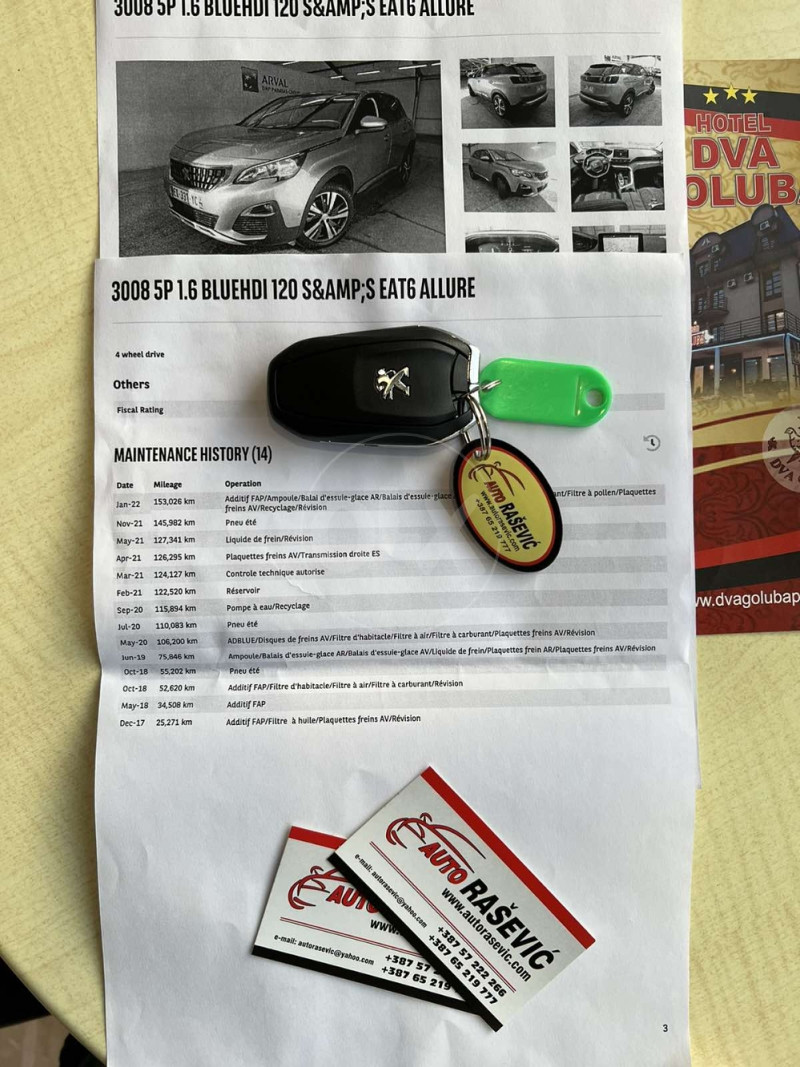 3008 5P 1.6 BLUEHDI 120 S&AMP;S EAT6 ALLURE
ARVAL
HOTEL
DVA
GOLUBA
3008 5P 1.6 BLUEHDI 120 S&AMP;S EAT6 ALLURE
4 wheel drive
Others
Fiscal Rating
MAINTENANCE HISTORY (14)
Date Mileage Operation
Jan-22 153,026 km Additif FAP/Ampoule/Balai d'essuie-glace AR/Balais d'essuie-glace /Filtre à pollen/Plaquettes
freins AV/Recyclage/Révision
Nov-21 145,982 km Pneu été
May-21 127,341 km Liquide de frein/Révision
Apr-21 126,295 km Plaquettes freins AV/Transmission droite ES
Mar-21 124,127 km Controle technique autorise
Feb-21 122,520 km Réservoir
Sep-20 115,894 km Pompe à eau/Recyclage
Jul-20 110,083 km Pneu été
May-20 106,200 km ADBLUE/Disques de freins AV/Filtre d'habitacle/Filtre à air/Filtre à carburant/Plaquettes freins AV/Révision
Jun-19 75,846 km Ampoule/Balais d'essuie-glace AR/Balais d'essuie-glace AV/Liquide de frein/Plaquettes frein AR/Plaquettes freins AV/Révision
Oct-18 55,202 km Pneu été
Oct-18 52,620 km Additif FAP/Filtre d'habitacle/Filtre à air/Filtre à carburant/Révision
May-18 34,508 km Additif FAP
Dec-17 25,271 km Additif FAP/Filtre à huile/Plaquettes freins AV/Révision
AUTO RAŠEVIĆ
www.autorasevic.com
+387 65 219 777
DVA
www.dvagolubap
AUTO RAŠEVIĆ
www.autorasevic.com
e-mail: autorasevic@yahoo.com
+387 57 222 266
+387 65 219 777
AUTO
www.
e-mail: autorasevic@yahoo.com
+387 57
+387 65 219
3